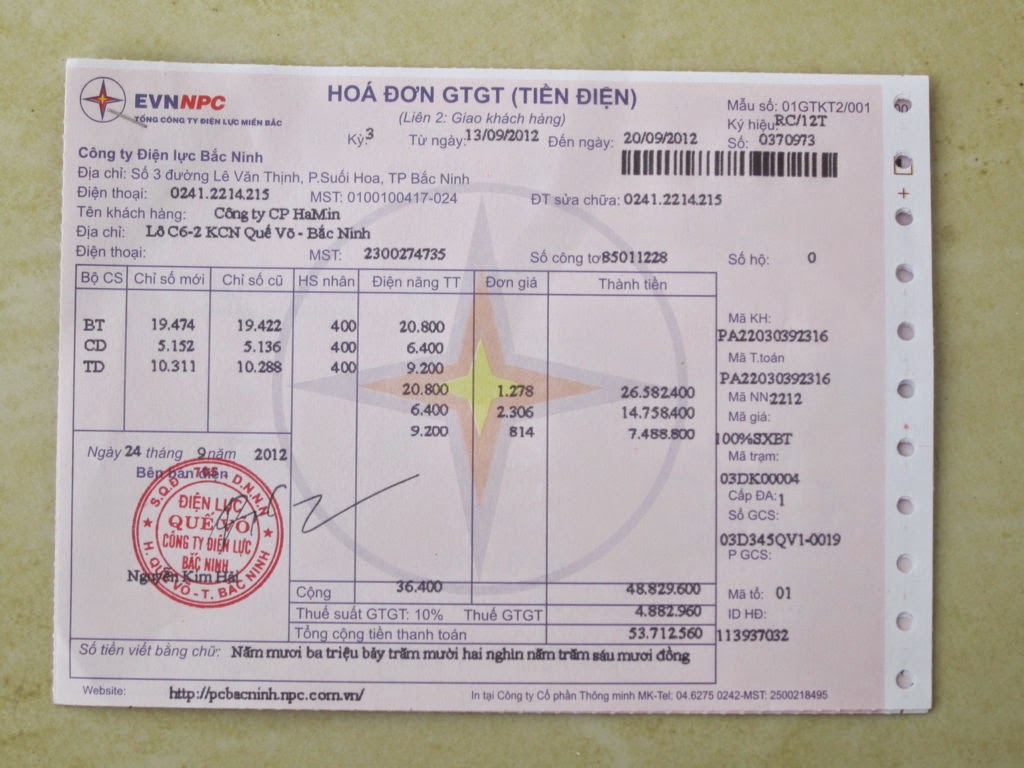 EVNNPC
TỔNG CÔNG TY ĐIỆN LỰC MIỀN BẮC
HOÁ ĐƠN GTGT (TIỀN ĐIỆN)
(Liên 2: Giao khách hàng)
Kỳ: 3 Từ ngày: 13/09/2012 Đến ngày: 20/09/2012
Mẫu số: 01GTKT2/001
Ký hiệu: RC/12T
Số: 0370973
Công ty Điện lực Bắc Ninh
Địa chỉ: Số 3 đường Lê Văn Thịnh, P.Suối Hoa, TP Bắc Ninh
Điện thoại: 0241.2214.215 MST: 0100100417-024 ĐT sửa chữa: 0241.2214.215
Tên khách hàng: Công ty CP HaMin
Địa chỉ: Lô C6-2 KCN Quế Võ - Bắc Ninh
Điện thoại: MST: 2300274735 Số công tơ 85011228 Số hộ: 0
Bộ CS Chỉ số mới Chỉ số cũ HS nhân Điện năng TT Đơn giá Thành tiền
BT 19.474 19.422 400 20.800
CD 5.152 5.136 400 6.400
TD 10.311 10.288 400 9.200
20.800 1.278 26.582.400
6.400 2.306 14.758.400
9.200 814 7.488.800
Mã KH:
PA22030392316
Mã T.toán
PA22030392316
Mã NN 2212
Mã giá:
100%SXBT
Mã trạm:
03DK00004
Cấp ĐA: 1
Số GCS:
03D345QV1-0019
P GCS:
Mã tổ: 01
ID HĐ:
113937032
Ngày 24 tháng 9 năm 2012
Bên bán điện
ĐIỆN LỰC
QUẾ VÕ
CÔNG TY ĐIỆN LỰC
BẮC NINH
H. QUẾ VÕ - T. BẮC NINH
Nguyễn Kim Hải
Cộng 36.400 48.829.600
Thuế suất GTGT: 10% Thuế GTGT 4.882.960
Tổng cộng tiền thanh toán 53.712.560
Số tiền viết bằng chữ: Năm mươi ba triệu bảy trăm mười hai nghìn năm trăm sáu mươi đồng
Website: http://pcbacninh.npc.com.vn/
In tại Công ty Cổ phần Thông minh MK-Tel: 04.6275 0242-MST: 2500218495